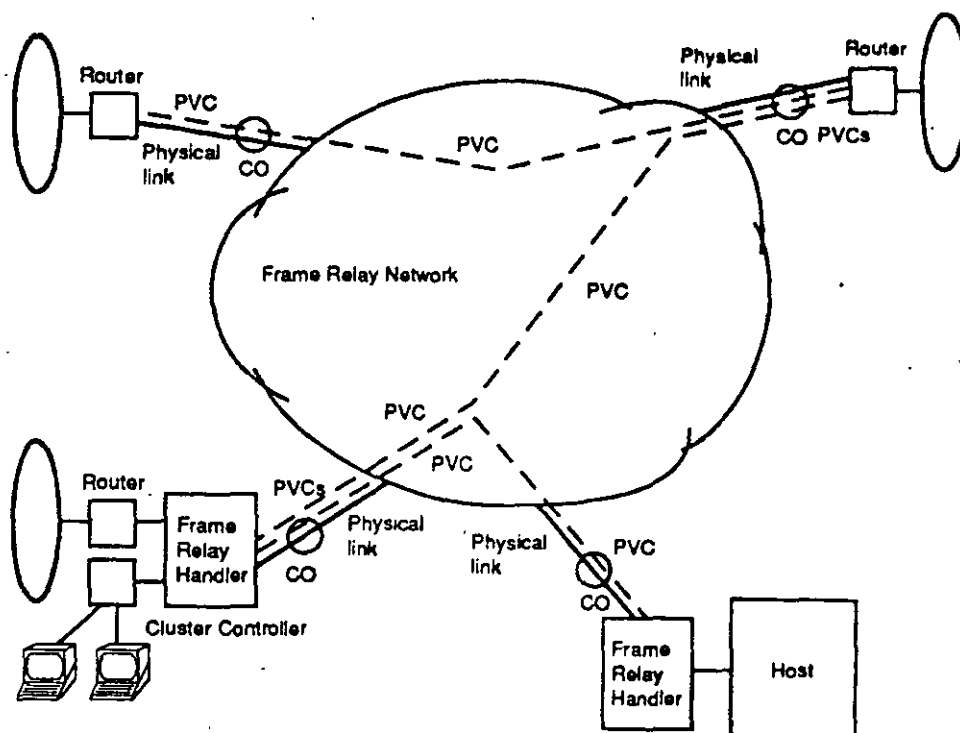 Router
PVC
Physical
link
CO
PVC
Physical
link
Router
CO
PVCs
Frame Relay Network
PVC
PVC
PVC
PVCs
Physical
link
CO
Router
Frame
Relay
Handler
Cluster Controller
Physical
link
PVC
CO
Frame
Relay
Handler
Host